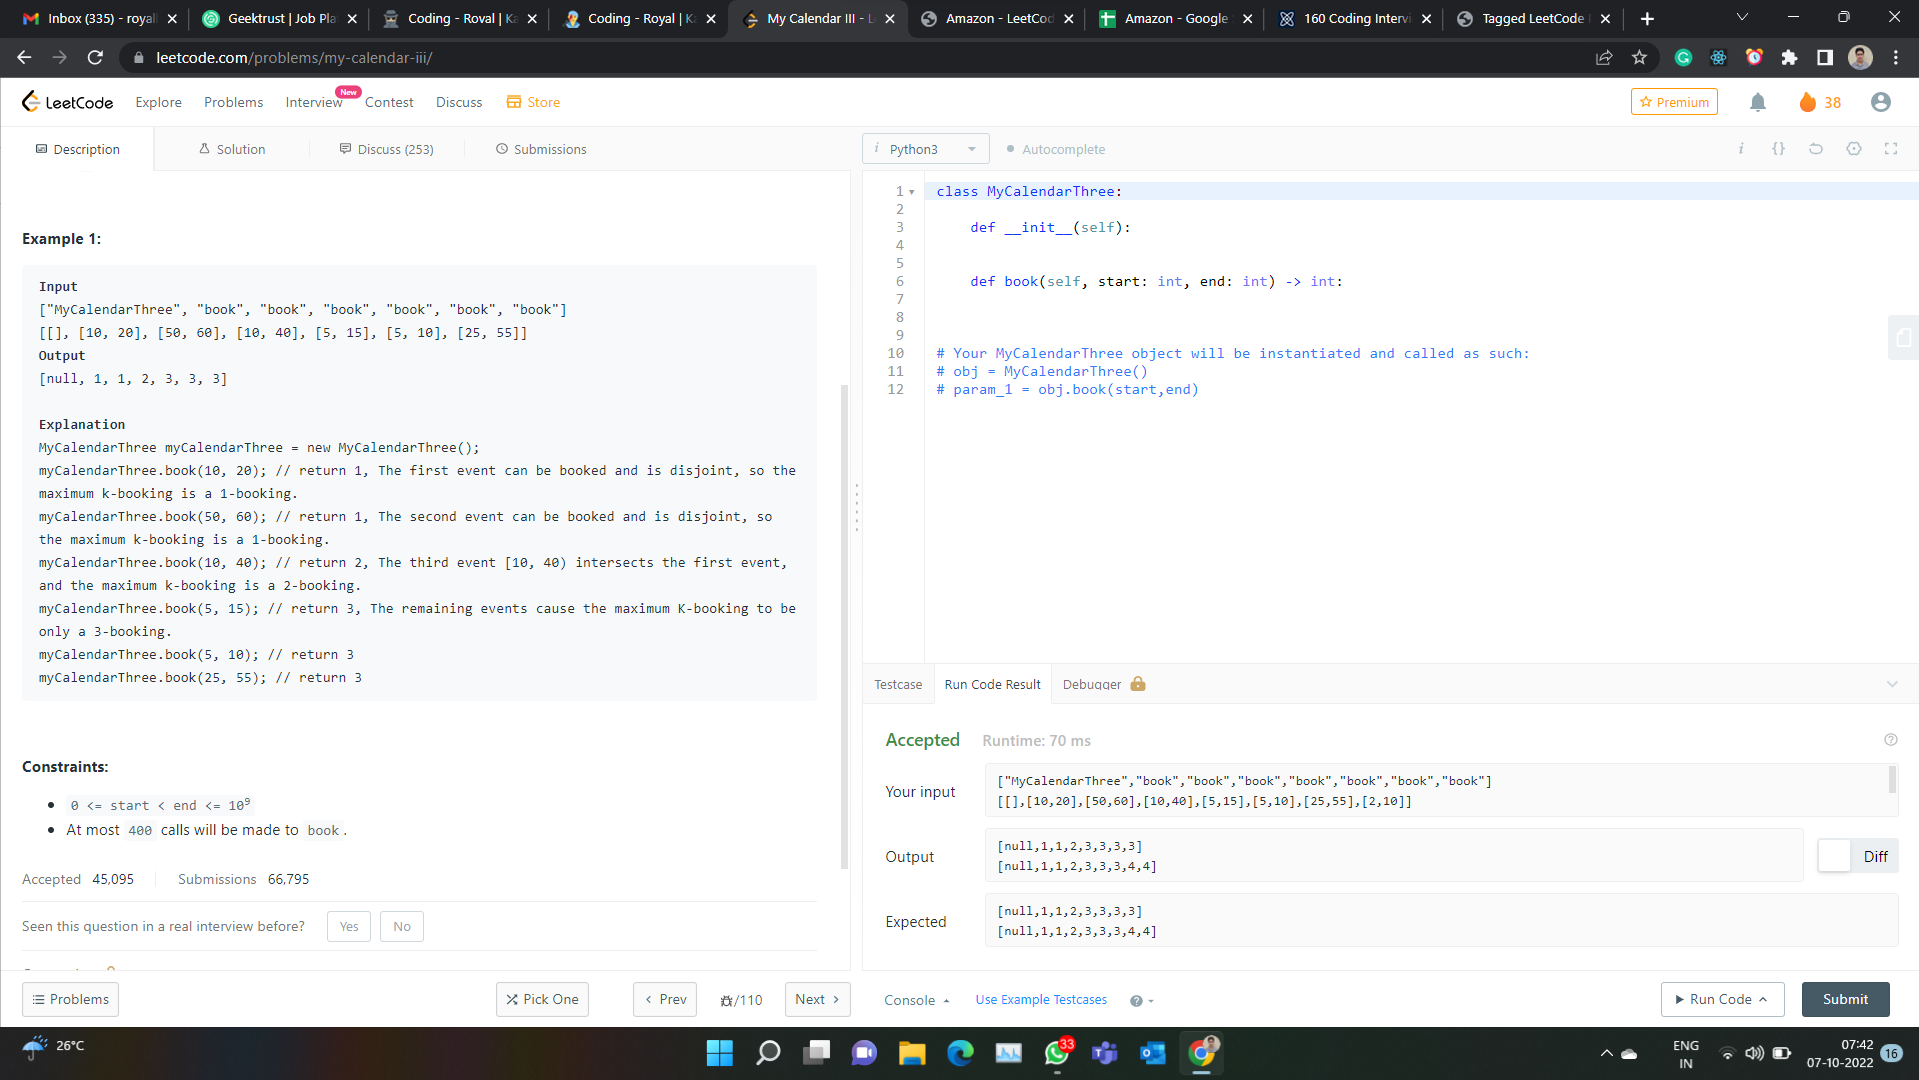 Inbox (335) - royall
Geektrust | Job Pla
Coding - Roval | Ka
Coding - Royal | Ka
My Calendar III - L
Amazon - LeetCod
Amazon - Google
160 Coding Intervi
Tagged LeetCode
leetcode.com/problems/my-calendar-iii/
LeetCode Explore Problems Interview New Contest Discuss Store
Premium 38
Description Solution Discuss (253) Submissions
Python3 Autocomplete
Example 1:
Input
["MyCalendarThree", "book", "book", "book", "book", "book", "book"]
[[], [10, 20], [50, 60], [10, 40], [5, 15], [5, 10], [25, 55]]
Output
[null, 1, 1, 2, 3, 3, 3]
Explanation
MyCalendarThree myCalendarThree = new MyCalendarThree();
myCalendarThree.book(10, 20); // return 1, The first event can be booked and is disjoint, so the
maximum k-booking is a 1-booking.
myCalendarThree.book(50, 60); // return 1, The second event can be booked and is disjoint, so
the maximum k-booking is a 1-booking.
myCalendarThree.book(10, 40); // return 2, The third event [10, 40) intersects the first event,
and the maximum k-booking is a 2-booking.
myCalendarThree.book(5, 15); // return 3, The remaining events cause the maximum K-booking to be
only a 3-booking.
myCalendarThree.book(5, 10); // return 3
myCalendarThree.book(25, 55); // return 3
Constraints:
• 0 <= start < end <= 10⁹
• At most 400 calls will be made to book.
Accepted 45,095 Submissions 66,795
Seen this question in a real interview before? Yes No
Problems Pick One Prev /110 Next
1 class MyCalendarThree:
2
3 def __init__(self):
4
5
6 def book(self, start: int, end: int) -> int:
7
8
9
10 # Your MyCalendarThree object will be instantiated and called as such:
11 # obj = MyCalendarThree()
12 # param_1 = obj.book(start,end)
Testcase Run Code Result Debugger
Accepted Runtime: 70 ms
Your input
["MyCalendarThree","book","book","book","book","book","book","book"]
[[],[10,20],[50,60],[10,40],[5,15],[5,10],[25,55],[2,10]]
Output
[null,1,1,2,3,3,3,3]
[null,1,1,2,3,3,3,4,4]
Diff
Expected
[null,1,1,2,3,3,3,3]
[null,1,1,2,3,3,3,4,4]
Console Use Example Testcases Run Code Submit
26°C
33
ENG
IN
07:42
07-10-2022
16